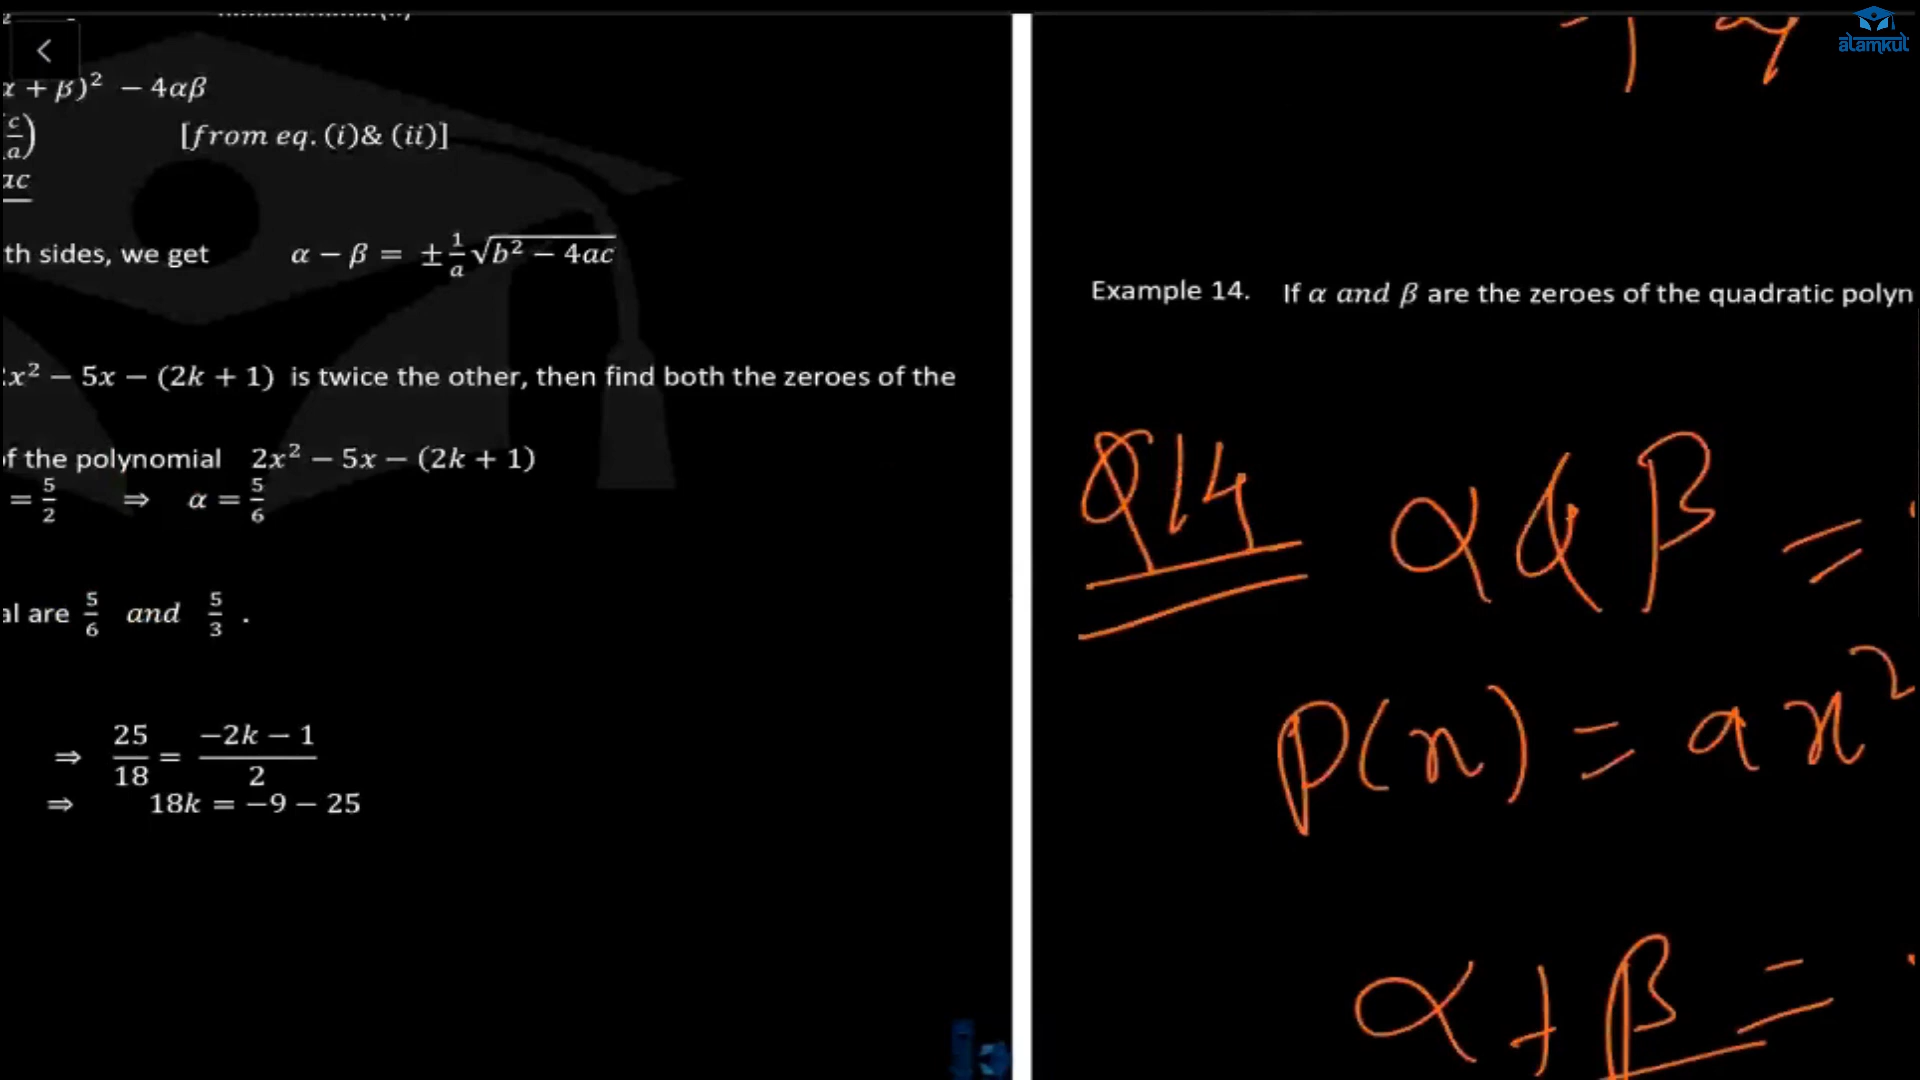 α + β)² − 4αβ
c/a) [from eq. (i)& (ii)]
ac
th sides, we get α − β = ±1/a √b² − 4ac
x² − 5x − (2k + 1) is twice the other, then find both the zeroes of the
of the polynomial 2x² − 5x − (2k + 1)
= 5/2 ⇒ α = 5/6
al are 5/6 and 5/3 .
⇒ 25/18 = −2k − 1/2
⇒ 18k = −9 − 25
alamkul
Example 14. If α and β are the zeroes of the quadratic polyn
Q14 α & β =
P(x) = ax²
α + β =